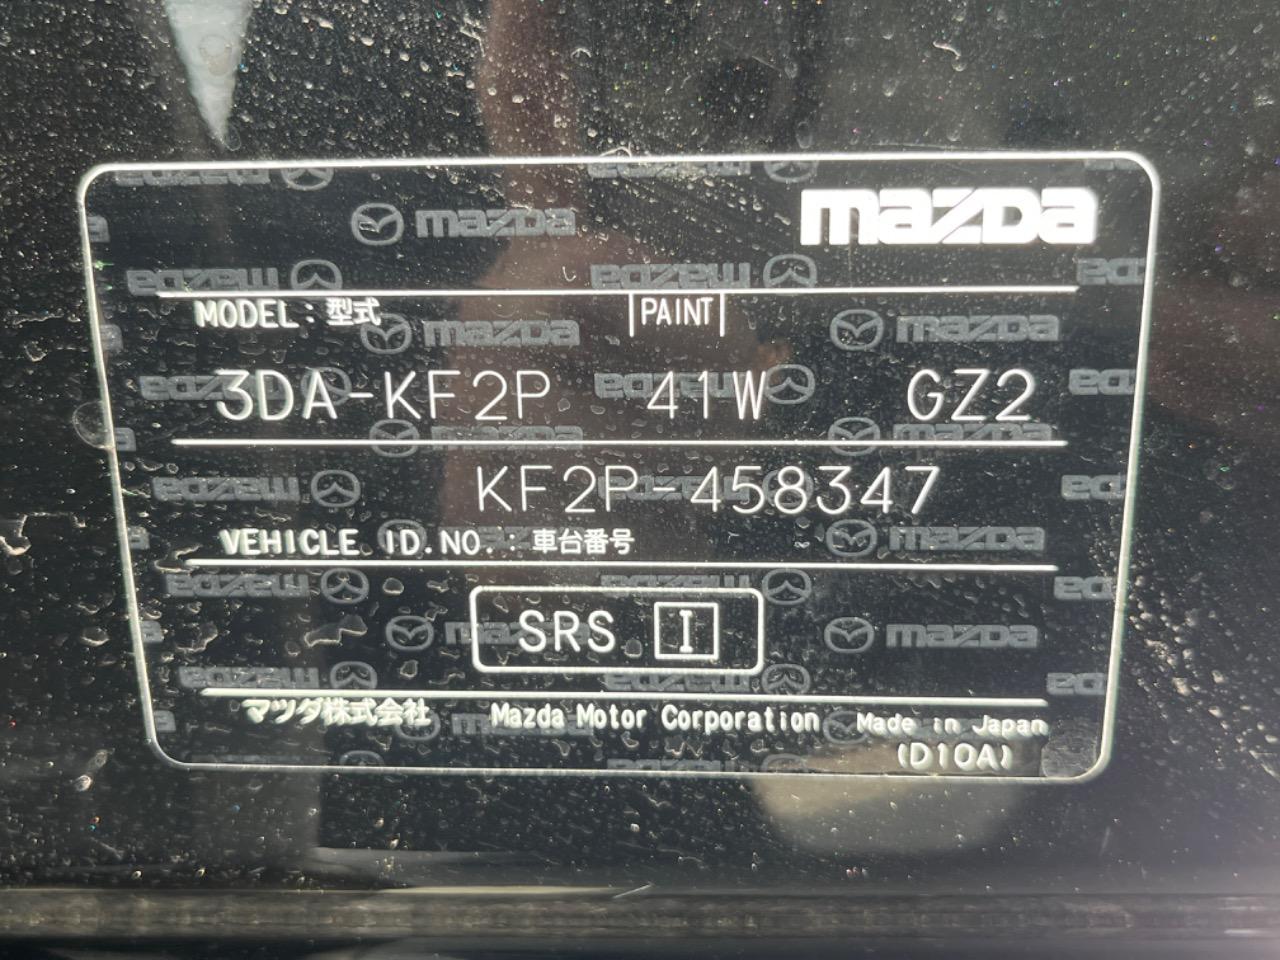 mazda
MODEL : 型式 PAINT
3DA-KF2P 41W GZ2
KF2P-458347
VEHICLE ID.NO. : 車台番号
SRS I
マツダ株式会社 Mazda Motor Corporation Made in Japan
(D10A)